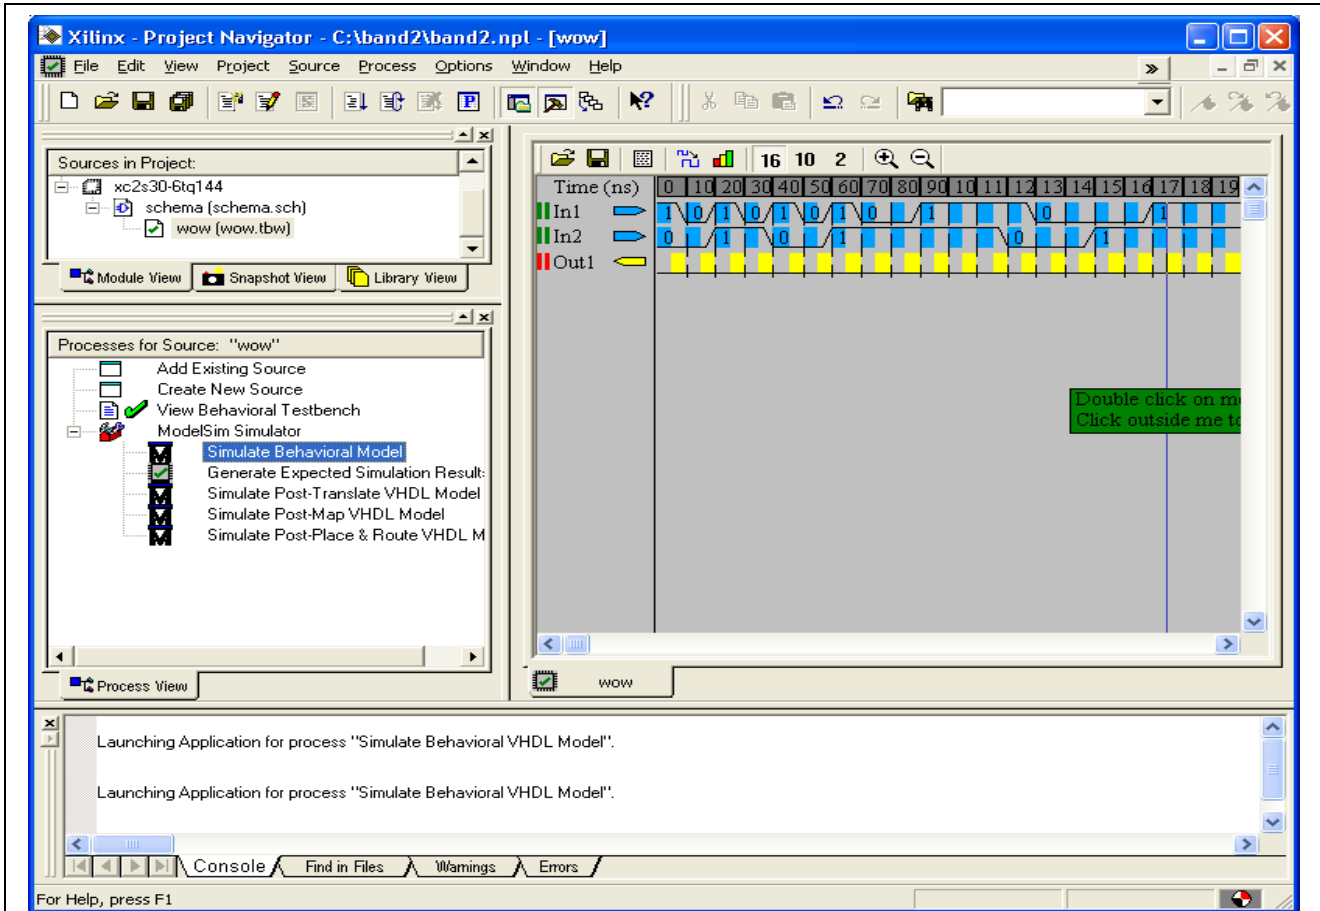 Xilinx - Project Navigator - C:\band2\band2.npl - [wow]
File Edit View Project Source Process Options Window Help »
P
16 10 2
Sources in Project:
xc2s30-6tq144
schema (schema.sch)
wow (wow.tbw)
Module View Snapshot View Library View
Processes for Source: "wow"
Add Existing Source
Create New Source
View Behavioral Testbench
ModelSim Simulator
Simulate Behavioral Model
Generate Expected Simulation Results
Simulate Post-Translate VHDL Model
Simulate Post-Map VHDL Model
Simulate Post-Place & Route VHDL M
Process View
Time (ns) 0 10 20 30 40 50 60 70 80 90 10 11 12 13 14 15 16 17 18 19
In1 1 0 1 0 1 0 1 0 1 0 1
In2 0 1 0 1 0 1
Out1
Double click on m
Click outside me to
wow
Launching Application for process "Simulate Behavioral VHDL Model".
Launching Application for process "Simulate Behavioral VHDL Model".
Console Find in Files Warnings Errors
For Help, press F1